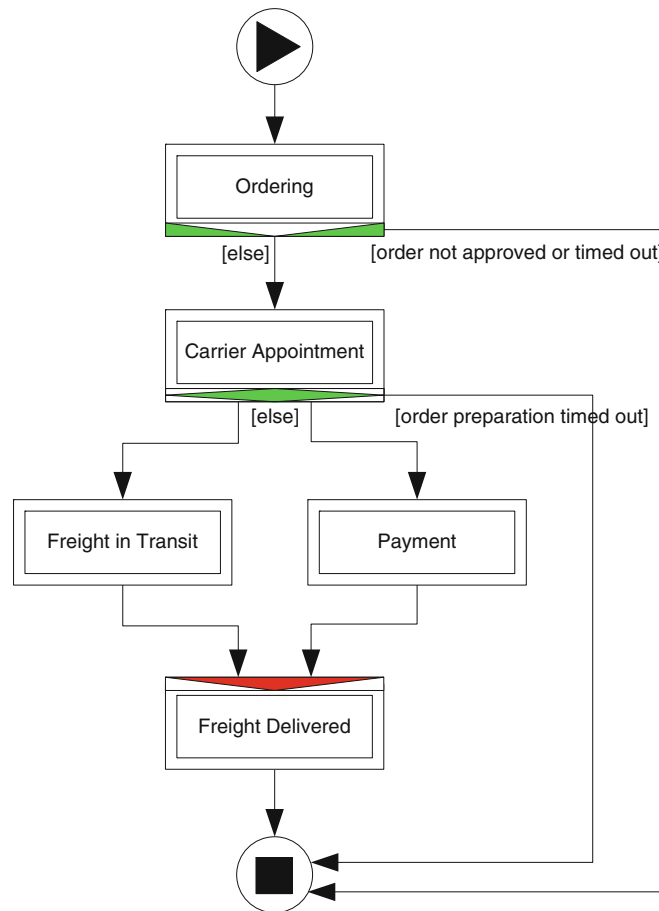 Ordering
[else]
[order not approved or timed out]
Carrier Appointment
[else]
[order preparation timed out]
Freight in Transit
Payment
Freight Delivered